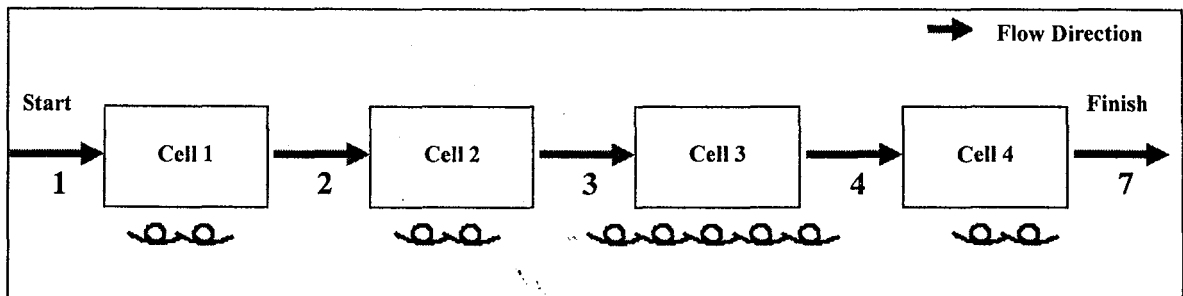 Flow Direction
Start
Finish
Cell 1
Cell 2
Cell 3
Cell 4
1
2
3
4
7